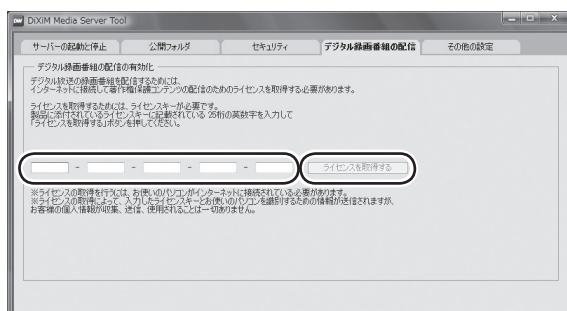 DiXiM Media Server Tool
サーバーの起動と停止 公開フォルダ セキュリティ デジタル録画番組の配信 その他の設定
デジタル録画番組の配信の有効化
デジタル放送の録画番組を配信するためには、
インターネットに接続して著作権保護コンテンツの配信のためのライセンスを取得する必要があります。
ライセンスを取得するためには、ライセンスキーが必要です。
製品に添付されているライセンスキーに記載されている 25桁の英数字を入力して
「ライセンスを取得する」ボタンを押してください。
- - - - ライセンスを取得する
※ライセンスの取得を行うには、お使いのパソコンがインターネットに接続されている必要があります。
※ライセンスの取得によって、入力したライセンスキーとお使いのパソコンを識別するための情報が送信されますが、
お客様の個人情報が収集、送信、使用されることは一切ありません。